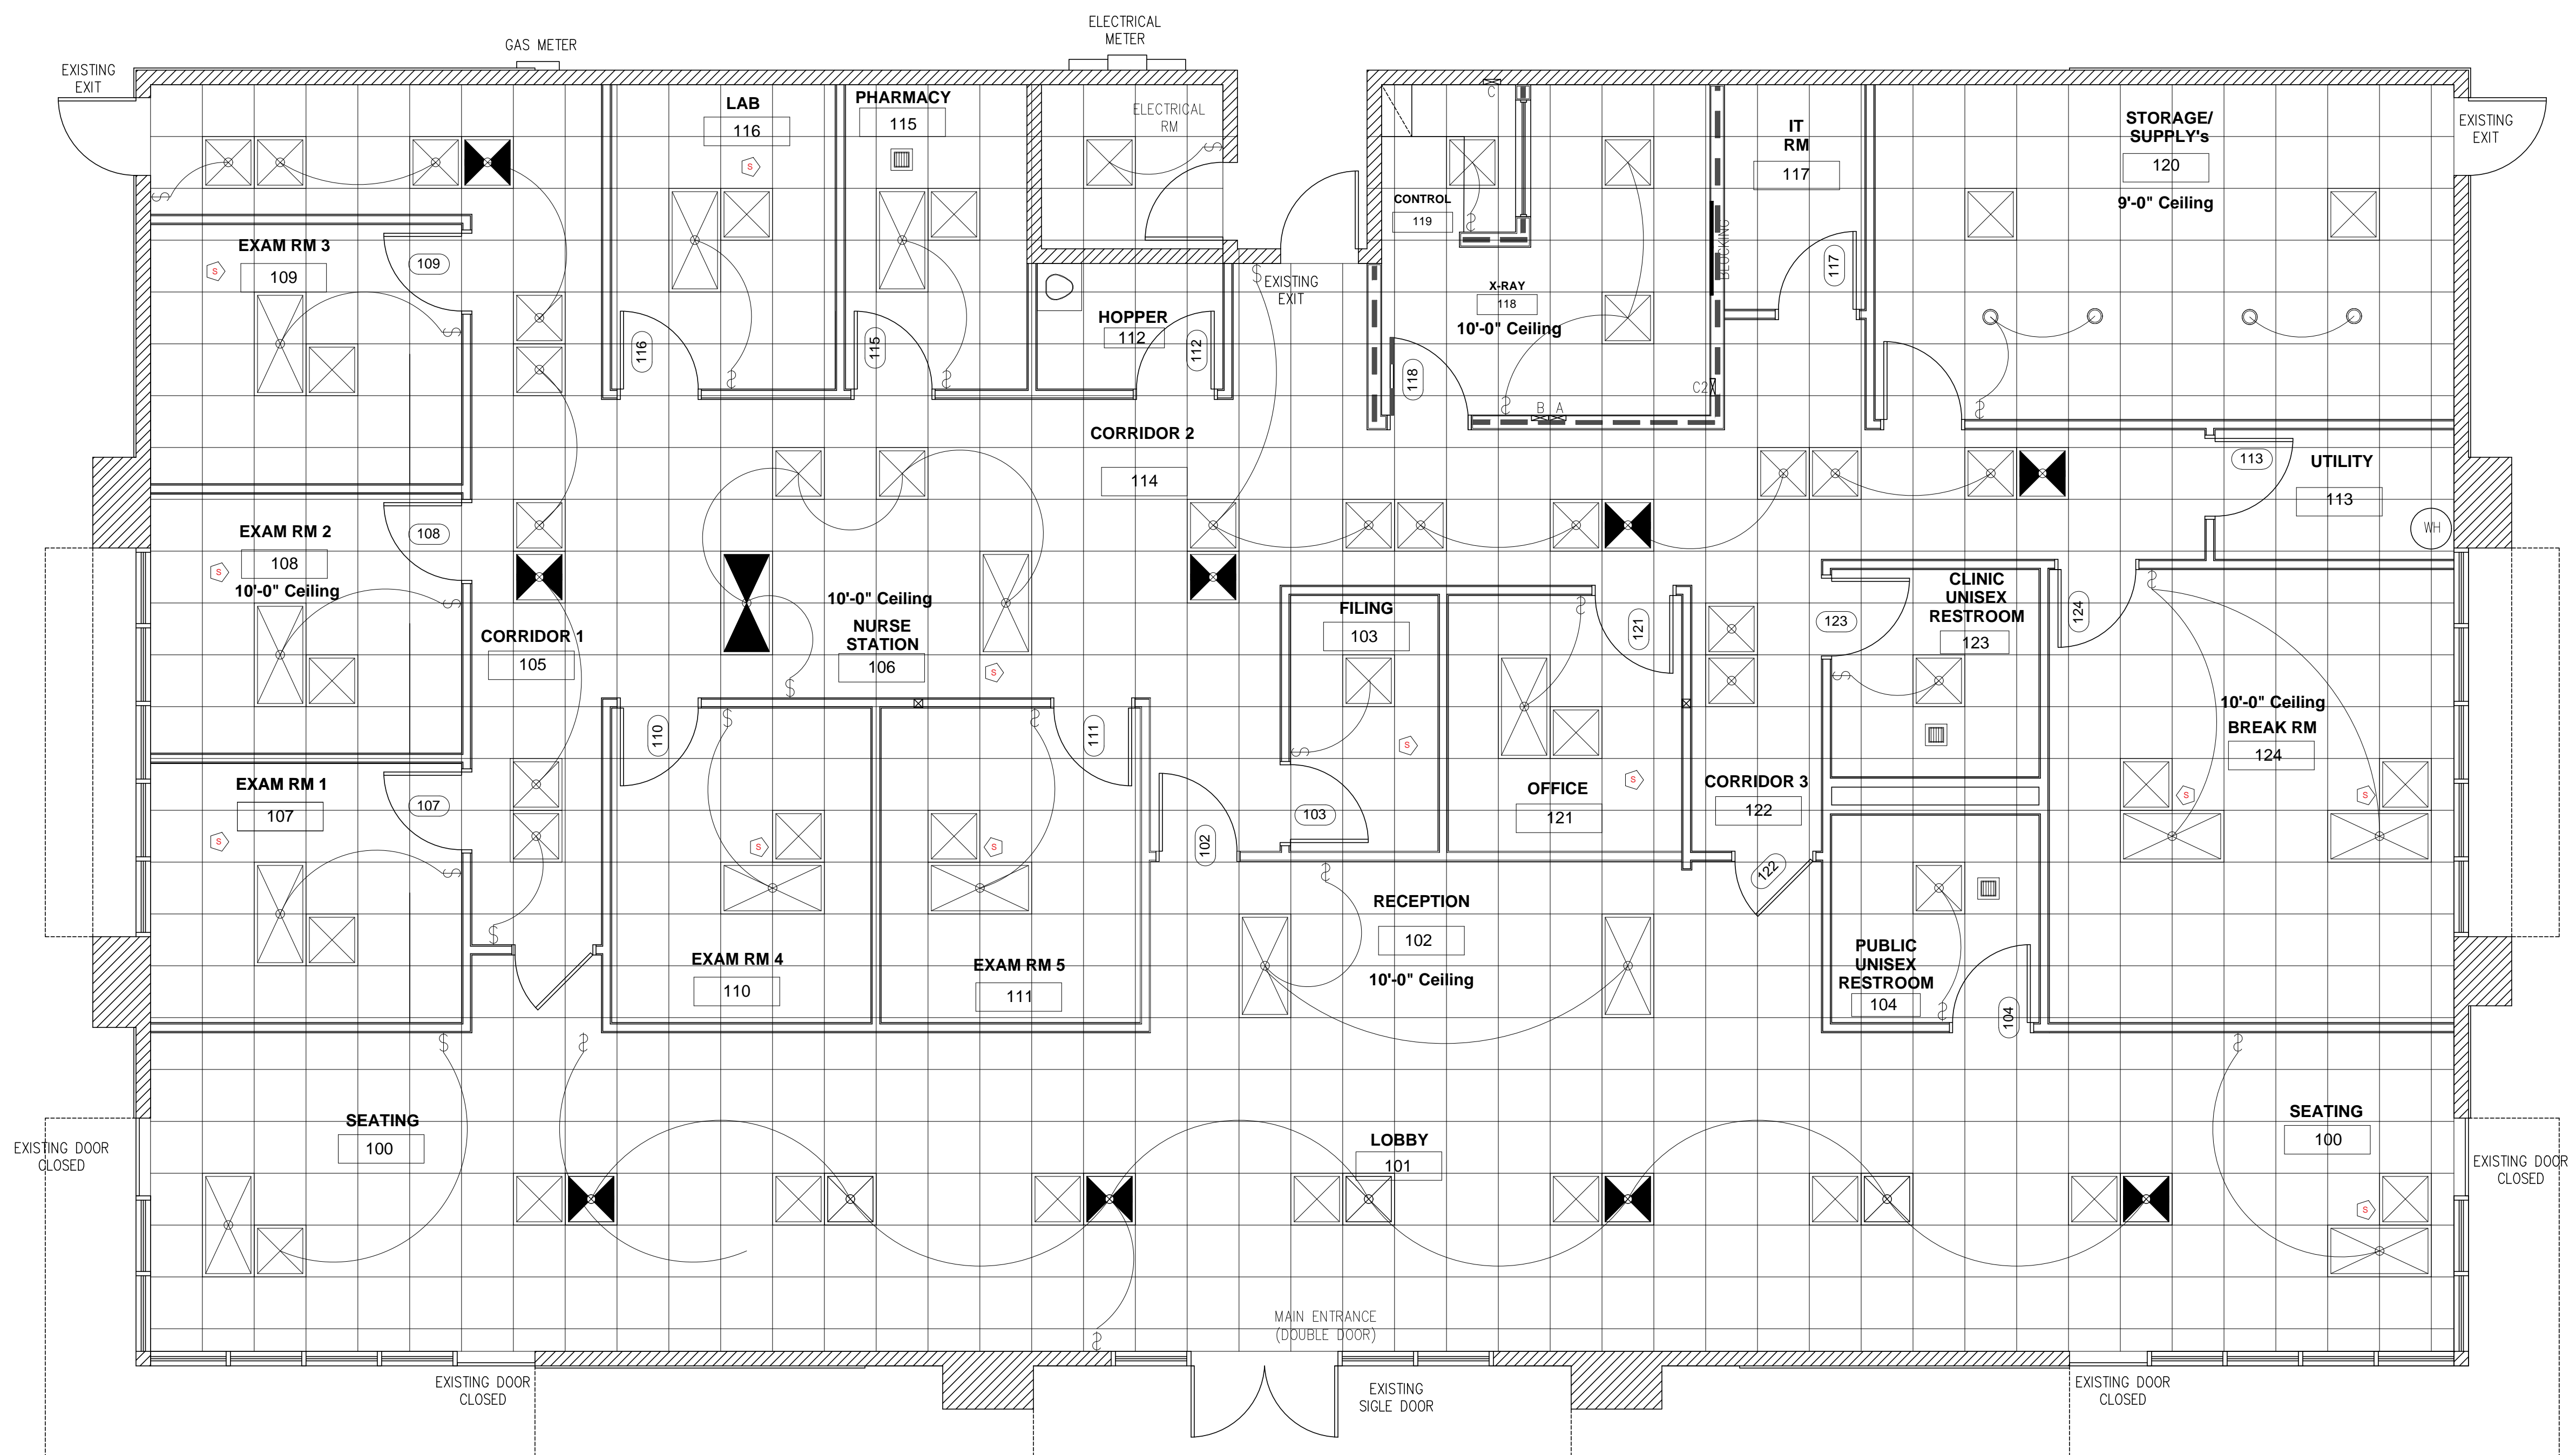 ELECTRICAL
METER
GAS METER
EXISTING
EXIT
LAB
116
S
PHARMACY
115
ELECTRICAL
RM
C
CONTROL
119
IT
RM
117
STORAGE/
SUPPLY's
120
9'-0" Ceiling
EXISTING
EXIT
EXAM RM 3
109
S
109
116
115
HOPPER
112
112
EXISTING
EXIT
X-RAY
118
10'-0" Ceiling
BLOCKING
117
118
B A
C2
CORRIDOR 2
114
113
UTILITY
113
WH
EXAM RM 2
108
10'-0" Ceiling
S
108
CORRIDOR 1
105
10'-0" Ceiling
NURSE
STATION
106
S
FILING
103
S
103
121
OFFICE
121
S
123
CLINIC
UNISEX
RESTROOM
123
124
10'-0" Ceiling
BREAK RM
124
S
S
EXAM RM 1
107
S
107
110
111
S
S
EXAM RM 4
110
EXAM RM 5
111
102
CORRIDOR 3
122
122
RECEPTION
102
10'-0" Ceiling
PUBLIC
UNISEX
RESTROOM
104
104
SEATING
100
LOBBY
101
SEATING
100
S
EXISTING DOOR
CLOSED
EXISTING DOOR
CLOSED
MAIN ENTRANCE
(DOUBLE DOOR)
EXISTING DOOR
CLOSED
EXISTING
SIGLE DOOR
EXISTING DOOR
CLOSED